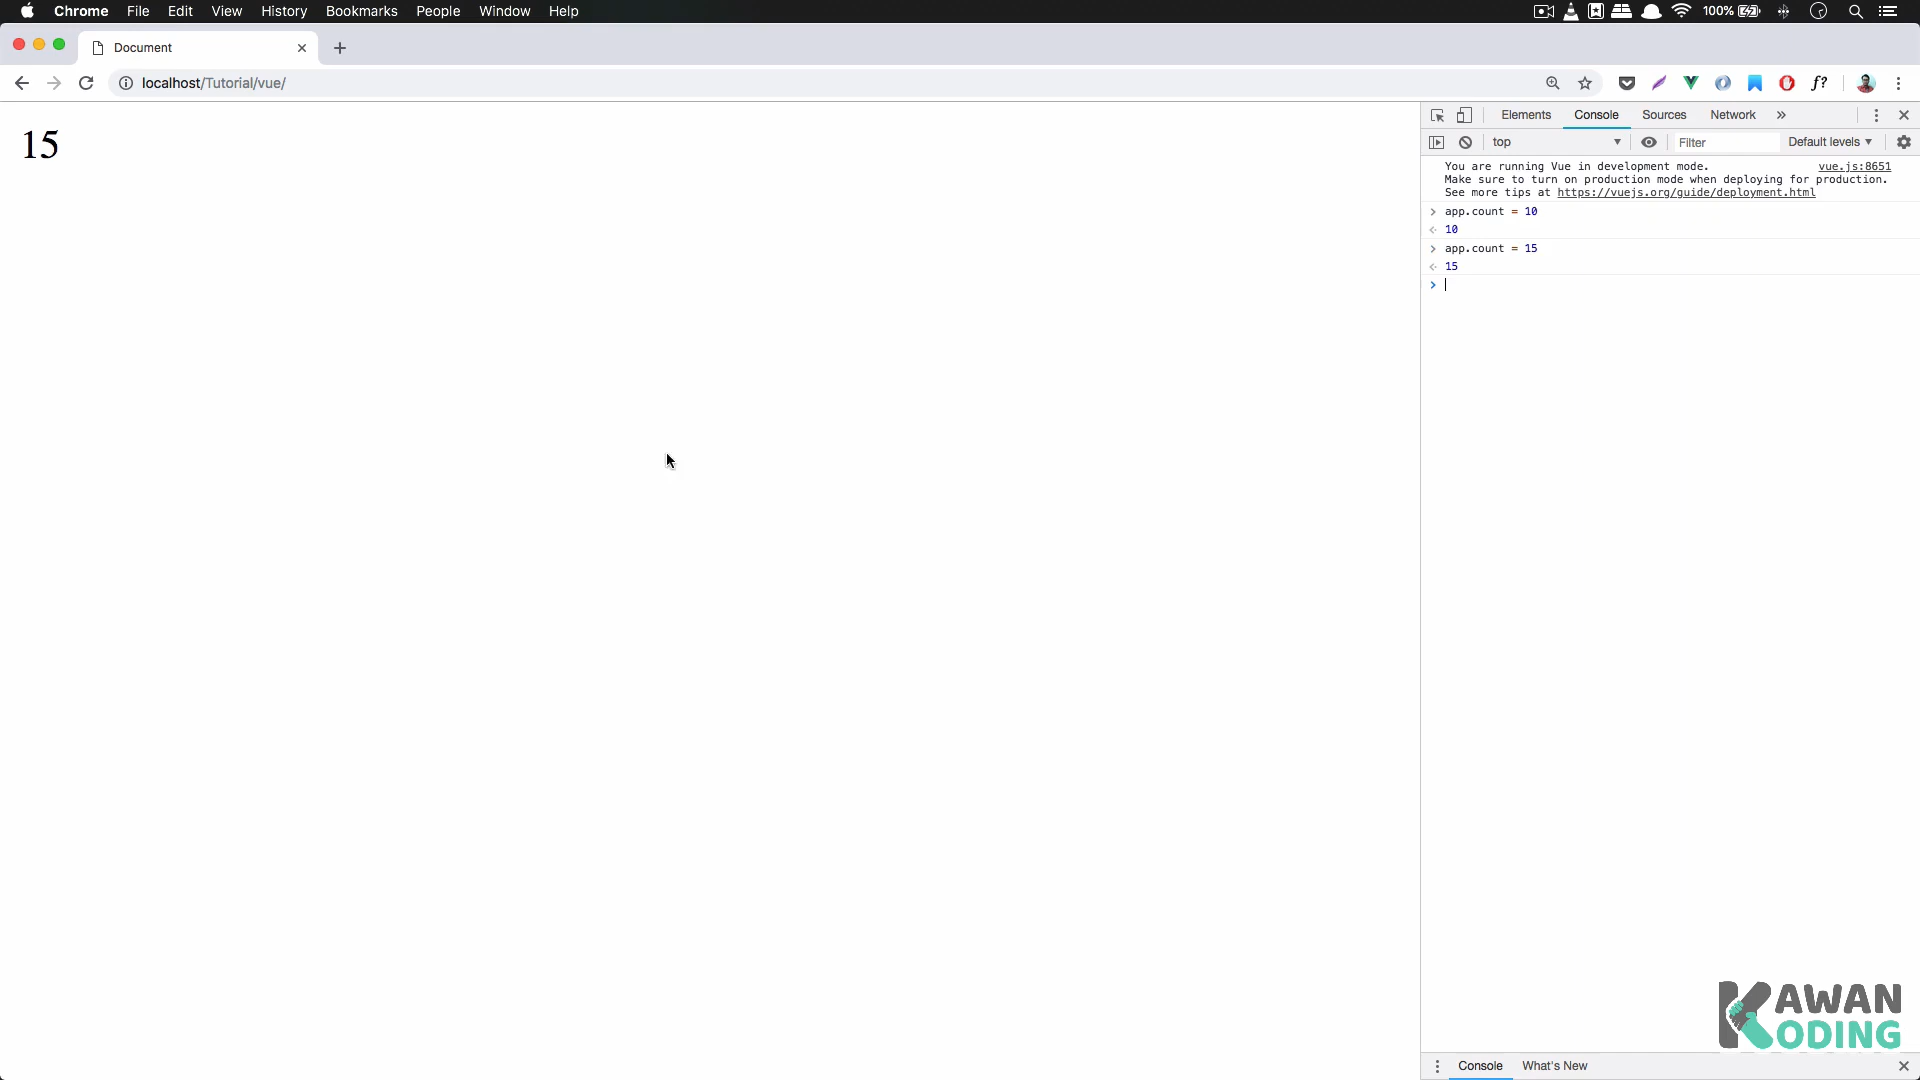 Chrome File Edit View History Bookmarks People Window Help 100%
Document
localhost/Tutorial/vue/
f?
15
Elements Console Sources Network »
top Filter Default levels
You are running Vue in development mode. vue.js:8651
Make sure to turn on production mode when deploying for production.
See more tips at https://vuejs.org/guide/deployment.html
> app.count = 10
10
> app.count = 15
15
>
KAWAN
KODING
Console What's New